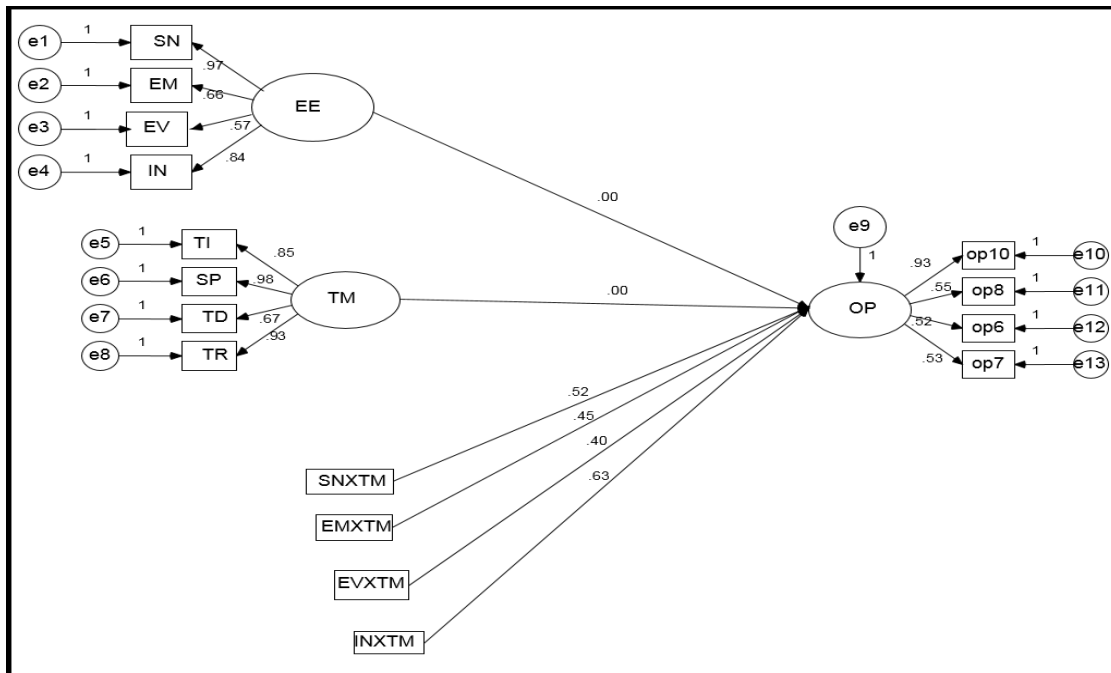 e1
1
SN
e2
1
EM
e3
1
EV
e4
1
IN
.97
.66
.57
.84
EE
.00
e5
1
TI
e6
1
SP
e7
1
TD
e8
1
TR
.85
.98
.67
.93
TM
.00
e9
1
OP
.93
.55
.52
.53
op10
1
e10
op8
1
e11
op6
1
e12
op7
1
e13
.52
.45
.40
.63
SNXTM
EMXTM
EVXTM
INXTM